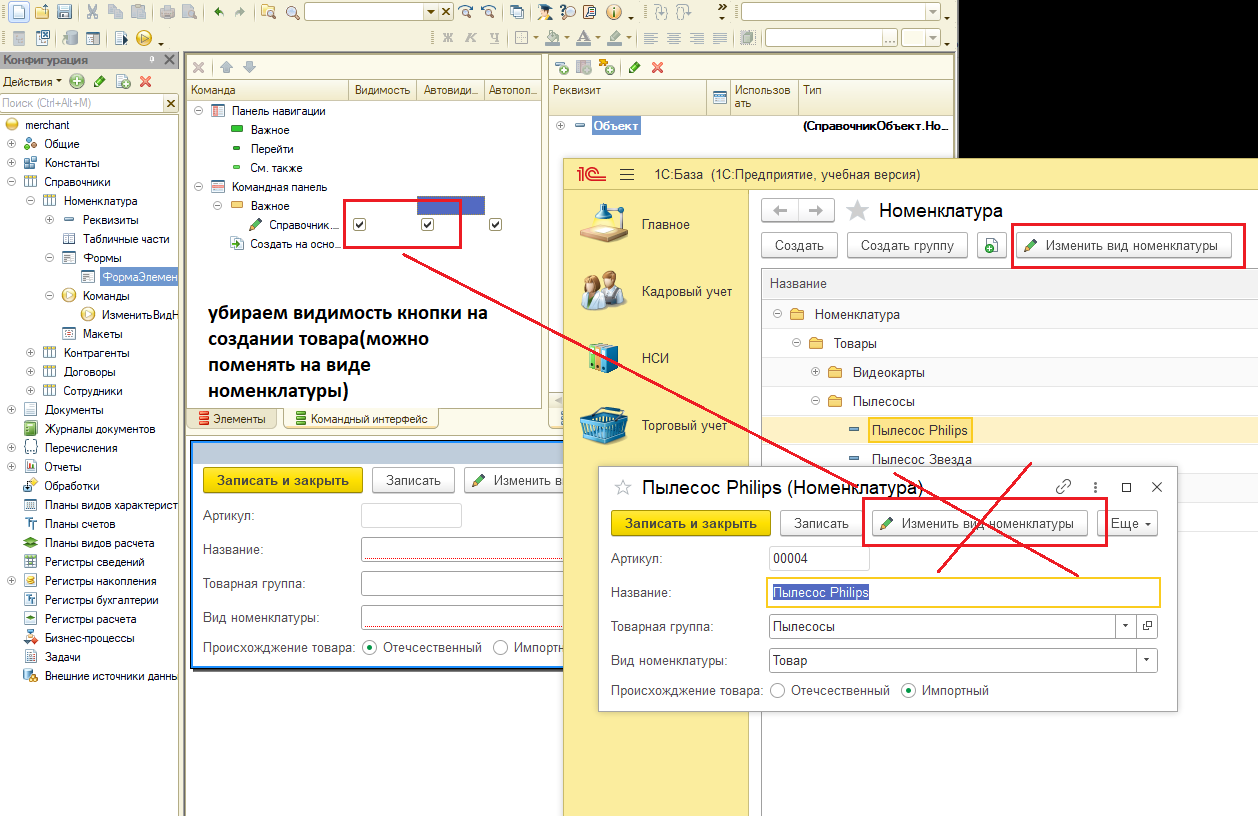 Конфигурация
Действия
Поиск (Ctrl+Alt+M)
merchant
Общие
Константы
Справочники
Номенклатура
Реквизиты
Табличные части
Формы
ФормаЭлемен
Команды
ИзменитьВидН
Макеты
Контрагенты
Договоры
Сотрудники
Документы
Журналы документов
Перечисления
Отчеты
Обработки
Планы видов характерист
Планы счетов
Планы видов расчета
Регистры сведений
Регистры накопления
Регистры бухгалтерии
Регистры расчета
Бизнес-процессы
Задачи
Внешние источники данны
Команда Видимость Автовиди... Автопол...
Панель навигации
Важное
Перейти
См. также
Командная панель
Важное
Справочник...
Создать на осно...
убираем видимость кнопки на
создании товара(можно
поменять на виде
номенклатуры)
Элементы Командный интерфейс
Реквизит Использов
ать Тип
Объект (СправочникОбъект.Но...
Записать и закрыть Записать Изменить в
Артикул:
Название:
Товарная группа:
Вид номенклатуры:
Происхождение товара: Отечсественный Импортн
1С 1С:База (1С:Предприятие, учебная версия)
Главное
Кадровый учет
НСИ
Торговый учет
Номенклатура
Создать Создать группу Изменить вид номенклатуры
Название
Номенклатура
Товары
Видеокарты
Пылесосы
Пылесос Philips
Пылесос Звезда
Пылесос Philips (Номенклатура)
Записать и закрыть Записать Изменить вид номенклатуры Еще
Артикул: 00004
Название: Пылесос Philips
Товарная группа: Пылесосы
Вид номенклатуры: Товар
Происхождение товара: Отечсественный Импортный